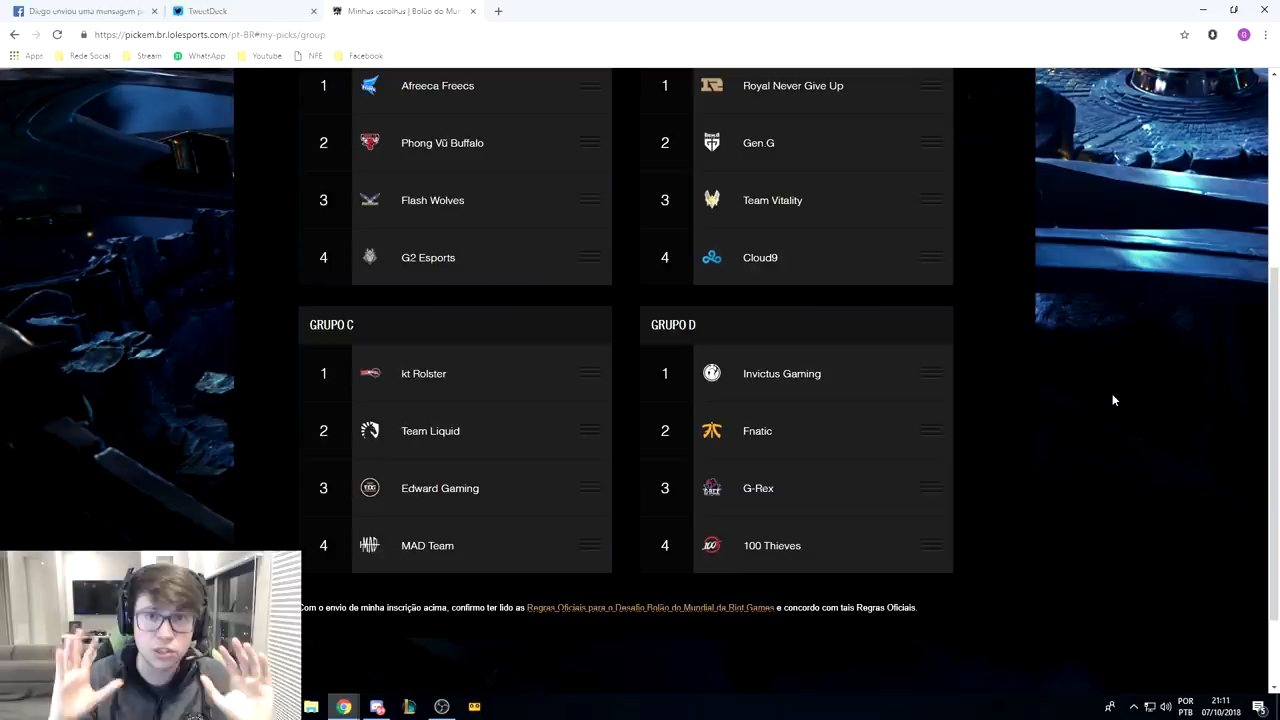 Diego enviou uma mensagem p
TweetDeck
Minhas escolhas | Bolão do Mun
https://pickem.br.lolesports.com/pt-BR#my-picks/group
G
Apps
Rede Social
Stream
WhatsApp
Youtube
NFE
Facebook
1 Afreeca Freecs
2 Phong Vũ Buffalo
3 Flash Wolves
4 G2 Esports
1 Royal Never Give Up
2 Gen.G
3 Team Vitality
4 Cloud9
GRUPO C
1 kt Rolster
2 Team Liquid
3 Edward Gaming
4 MAD Team
GRUPO D
1 Invictus Gaming
2 Fnatic
3 G-Rex
4 100 Thieves
Com o envio de minha inscrição acima, confirmo ter lido as Regras Oficiais para o Desafio Bolão do Mundial da Riot Games e concordo com tais Regras Oficiais.
POR
PTB
21:11
07/10/2018